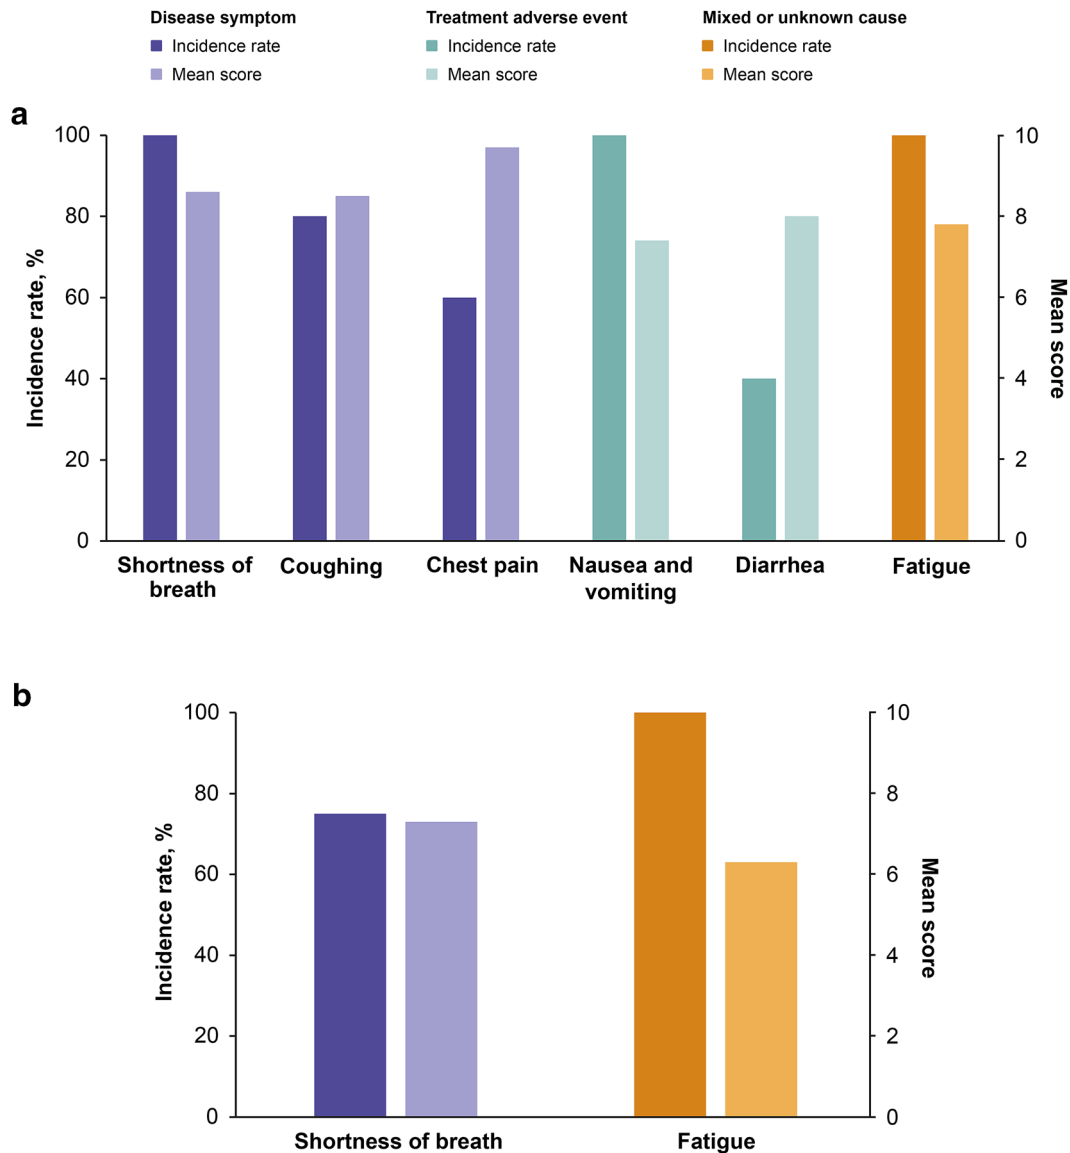 Disease symptom
Incidence rate
Mean score
Treatment adverse event
Incidence rate
Mean score
Mixed or unknown cause
Incidence rate
Mean score
a
Incidence rate, %
100
80
60
40
20
0
10
8
6
4
2
0
Mean score
Shortness of
breath
Coughing
Chest pain
Nausea and
vomiting
Diarrhea
Fatigue
b
Incidence rate, %
100
80
60
40
20
0
10
8
6
4
2
0
Mean score
Shortness of breath
Fatigue